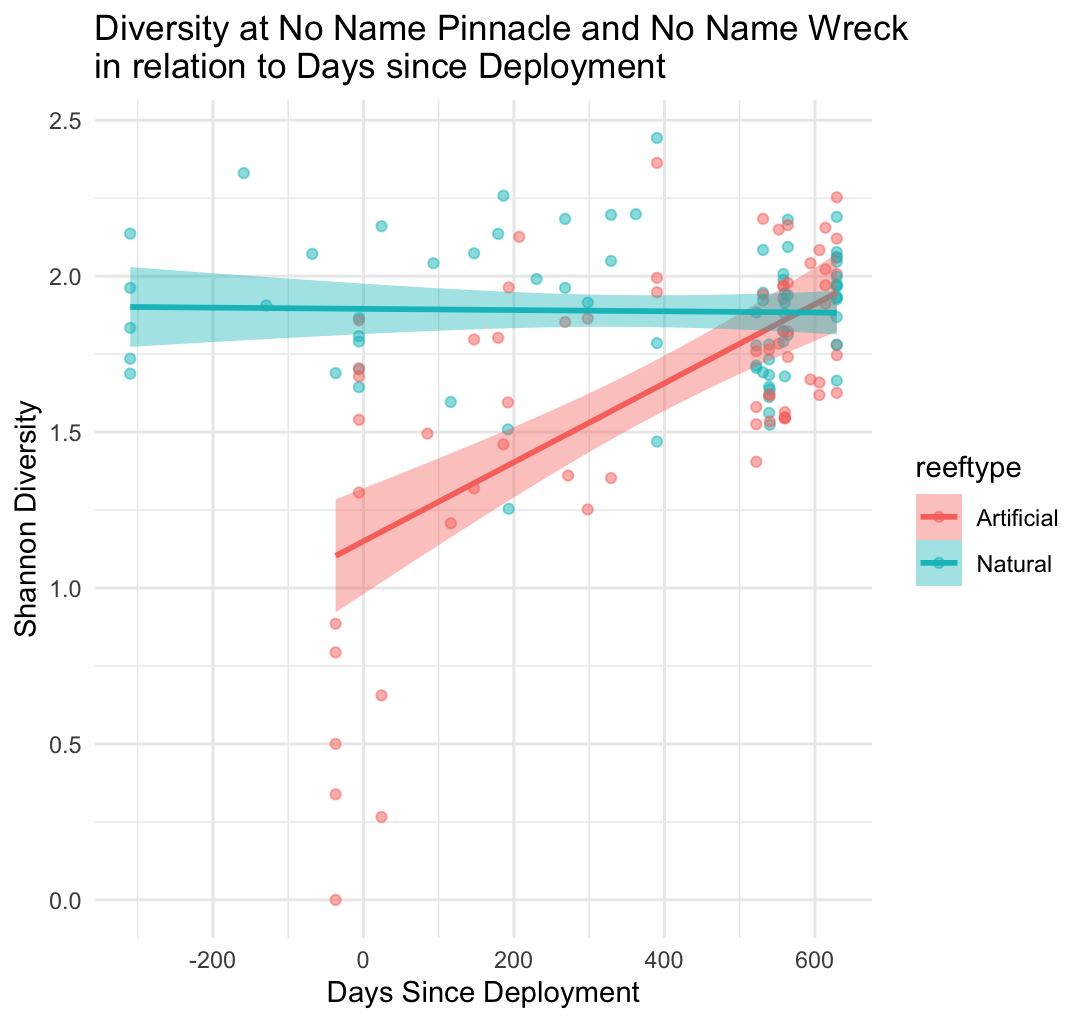 Diversity at No Name Pinnacle and No Name Wreck
in relation to Days since Deployment
2.5
2.0
1.5
1.0
0.5
0.0
Shannon Diversity
-200 0 200 400 600
Days Since Deployment
reeftype
Artificial
Natural